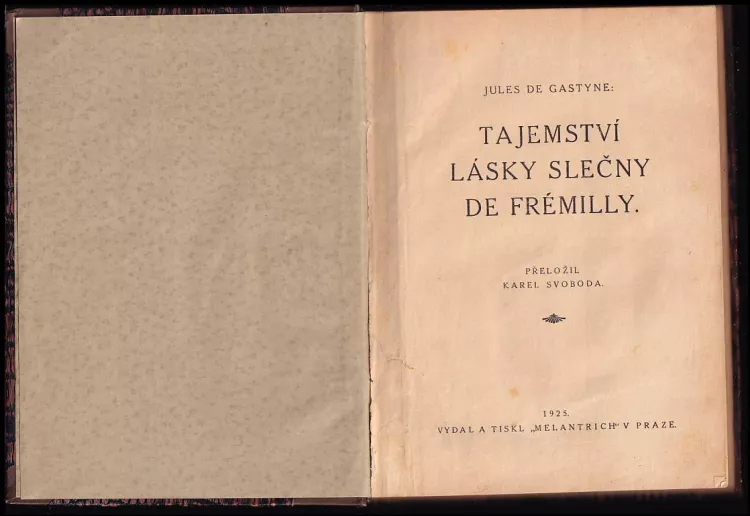 JULES DE GASTYNE:
TAJEMSTVÍ
LÁSKY SLEČNY
DE FRÉMILLY.
PŘELOŽIL
KAREL SVOBODA.
1925.
VYDAL A TISKL „MELANTRICH“ V PRAZE.